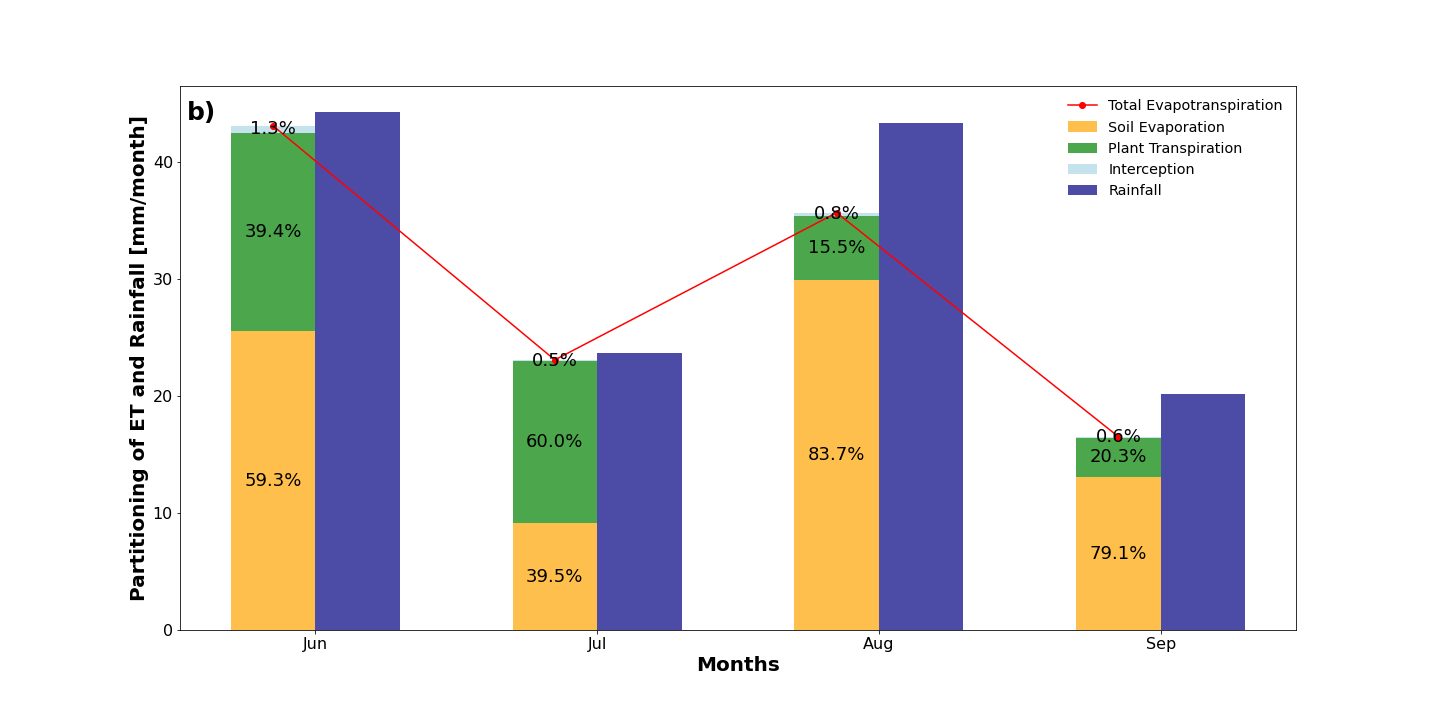 b)
Total Evapotranspiration
Soil Evaporation
Plant Transpiration
Interception
Rainfall
Partitioning of ET and Rainfall [mm/month]
40
30
20
10
0
1.3%
39.4%
59.3%
0.5%
60.0%
39.5%
0.8%
15.5%
83.7%
0.6%
20.3%
79.1%
Jun
Jul
Aug
Sep
Months